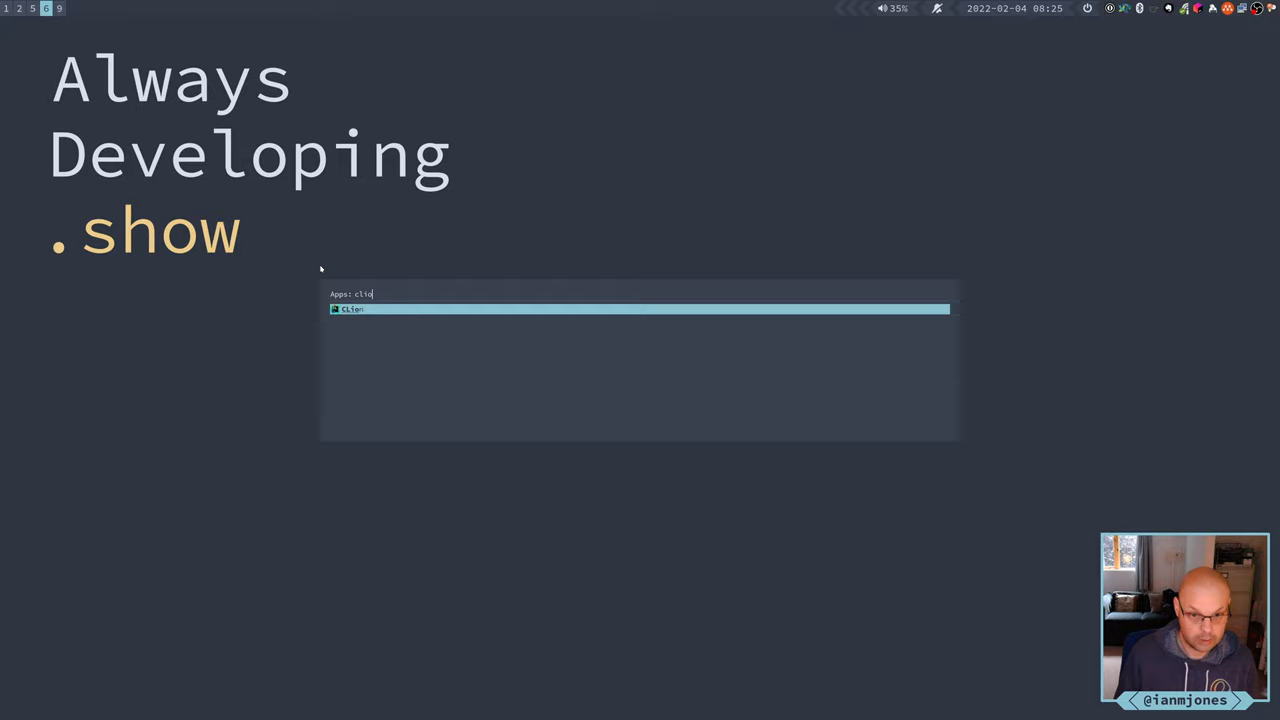 1 2 5 6 9
35%
2022-02-04 08:25
Always
Developing
.show
Apps: clio
CLion
@ianmjones